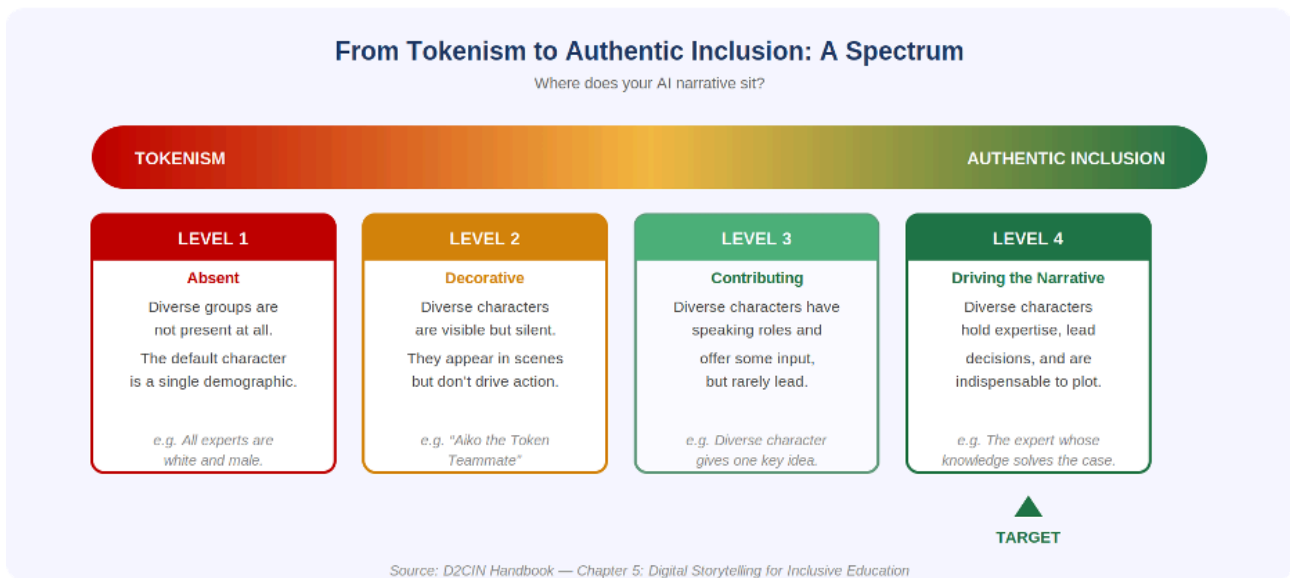 From Tokenism to Authentic Inclusion: A Spectrum
Where does your AI narrative sit?
TOKENISM
AUTHENTIC INCLUSION
LEVEL 1
Absent
Diverse groups are
not present at all.
The default character
is a single demographic.
e.g. All experts are
white and male.
LEVEL 2
Decorative
Diverse characters
are visible but silent.
They appear in scenes
but don't drive action.
e.g. "Aiko the Token
Teammate"
LEVEL 3
Contributing
Diverse characters have
speaking roles and
offer some input,
but rarely lead.
e.g. Diverse character
gives one key idea.
LEVEL 4
Driving the Narrative
Diverse characters
hold expertise, lead
decisions, and are
indispensable to plot.
e.g. The expert whose
knowledge solves the case.
TARGET
Source: D2CIN Handbook — Chapter 5: Digital Storytelling for Inclusive Education